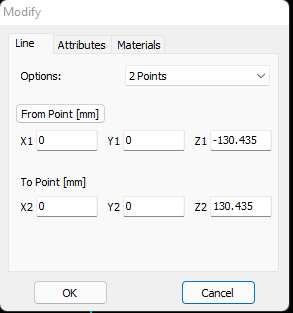 Modify
Line Attributes Materials
Options: 2 Points
From Point [mm]
X1 0 Y1 0 Z1 -130.435
To Point [mm]
X2 0 Y2 0 Z2 130.435
OK Cancel